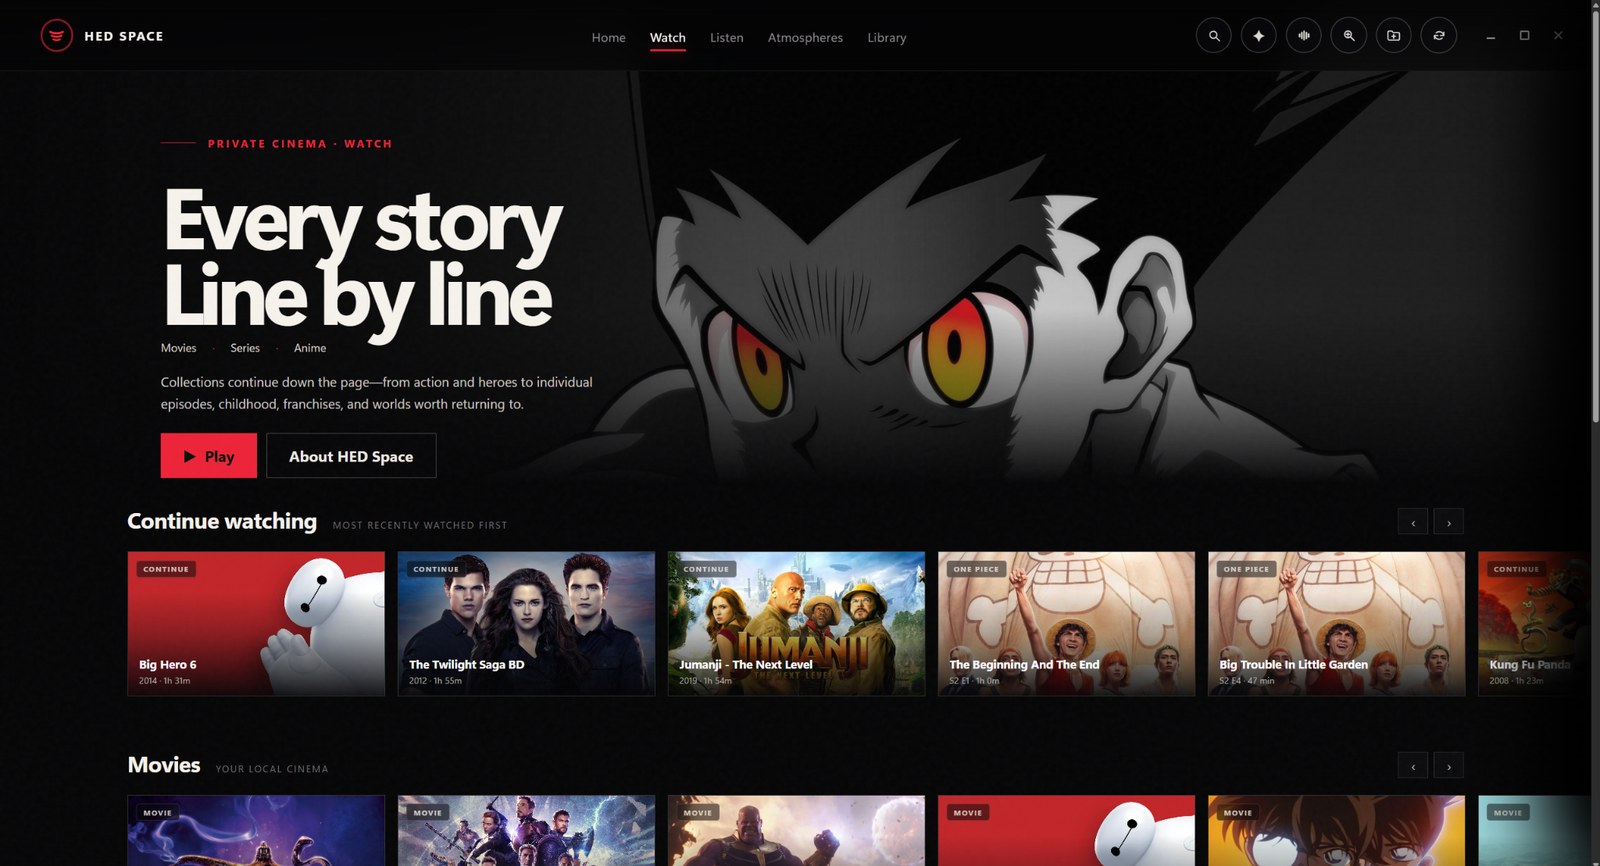 HED SPACE
Home Watch Listen Atmospheres Library
PRIVATE CINEMA · WATCH
Every story
Line by line
Movies · Series · Anime
Collections continue down the page—from action and heroes to individual
episodes, childhood, franchises, and worlds worth returning to.
Play About HED Space
Continue watching MOST RECENTLY WATCHED FIRST
CONTINUE
Big Hero 6
2014 · 1h 31m
CONTINUE
The Twilight Saga BD
2012 · 1h 55m
CONTINUE
JUMANJI
THE NEXT LEVEL
Jumanji - The Next Level
2019 · 1h 54m
ONE PIECE
The Beginning And The End
S2 E1 · 1h 0m
ONE PIECE
Big Trouble In Little Garden
S2 E4 · 47 min
CONTINUE
Kung Fu Panda
2008 · 1h 23m
Movies YOUR LOCAL CINEMA
MOVIE
MOVIE
MOVIE
MOVIE
MOVIE
MOVIE